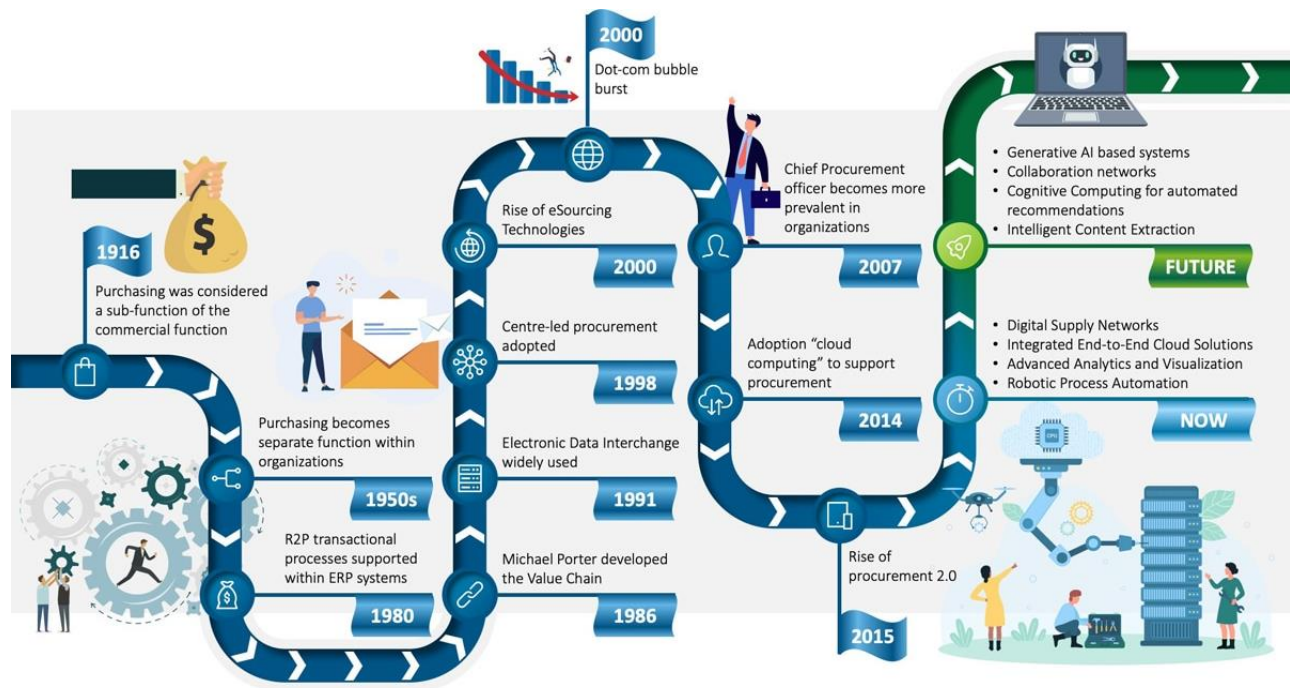 1916
Purchasing was considered
a sub-function of the
commercial function
Purchasing becomes
separate function within
organizations
1950s
R2P transactional
processes supported
within ERP systems
1980
Michael Porter developed
the Value Chain
1986
Electronic Data Interchange
widely used
1991
Centre-led procurement
adopted
1998
Rise of eSourcing
Technologies
2000
2000
Dot-com bubble
burst
Chief Procurement
officer becomes more
prevalent in
organizations
2007
Adoption “cloud
computing” to support
procurement
2014
Rise of
procurement 2.0
2015
• Digital Supply Networks
• Integrated End-to-End Cloud Solutions
• Advanced Analytics and Visualization
• Robotic Process Automation
NOW
• Generative AI based systems
• Collaboration networks
• Cognitive Computing for automated
recommendations
• Intelligent Content Extraction
FUTURE